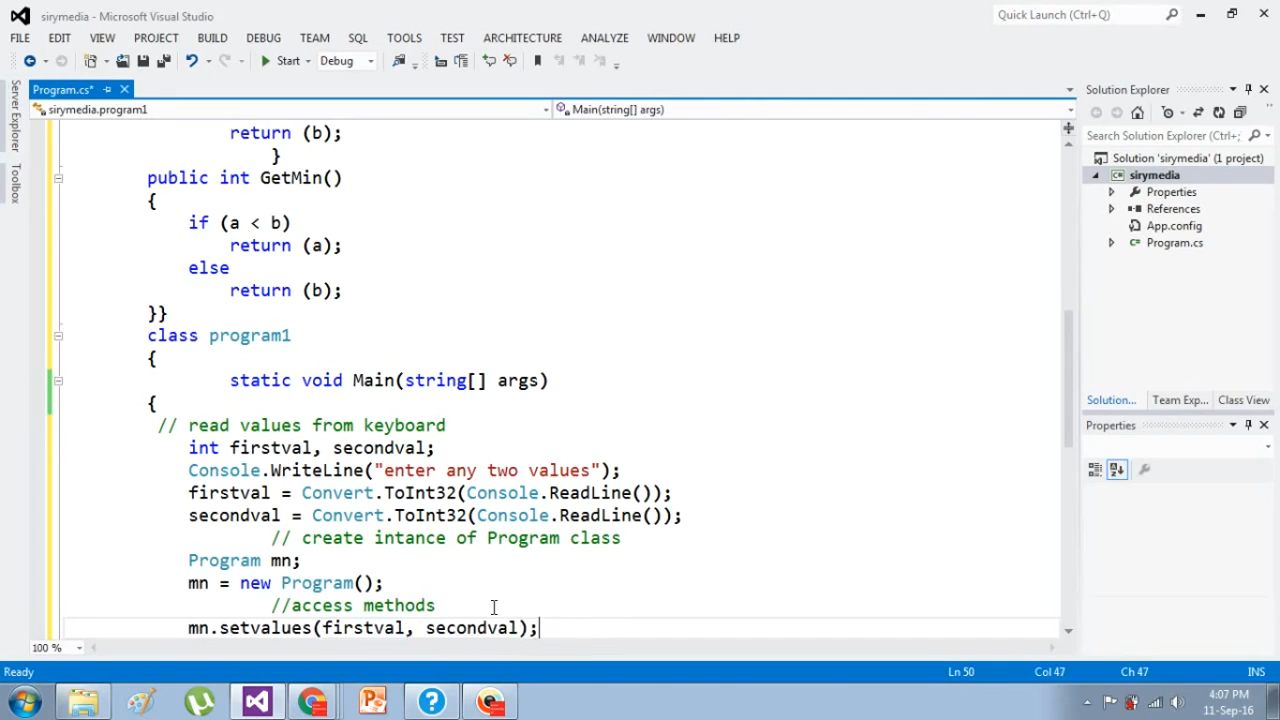 sirymedia - Microsoft Visual Studio
Quick Launch (Ctrl+Q)
FILE EDIT VIEW PROJECT BUILD DEBUG TEAM SQL TOOLS TEST ARCHITECTURE ANALYZE WINDOW HELP
Start Debug
Program.cs*
sirymedia.program1
Main(string[] args)
Server Explorer
Toolbox
return (b);
}
public int GetMin()
{
if (a < b)
return (a);
else
return (b);
}}
class program1
{
static void Main(string[] args)
{
// read values from keyboard
int firstval, secondval;
Console.WriteLine("enter any two values");
firstval = Convert.ToInt32(Console.ReadLine());
secondval = Convert.ToInt32(Console.ReadLine());
// create intance of Program class
Program mn;
mn = new Program();
//access methods
mn.setvalues(firstval, secondval);
100 %
Solution Explorer
Search Solution Explorer (Ctrl+;
Solution 'sirymedia' (1 project)
sirymedia
Properties
References
App.config
Program.cs
Solution... Team Exp... Class View
Properties
Ready
Ln 50 Col 47 Ch 47 INS
4:07 PM
11-Sep-16